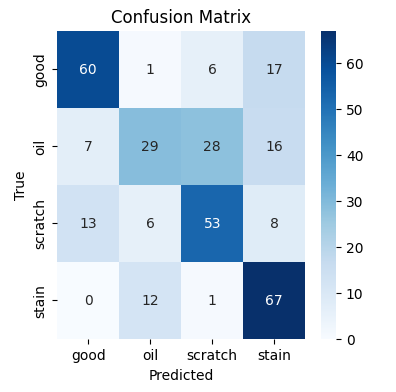 Confusion Matrix
good 60 1 6 17
oil 7 29 28 16
scratch 13 6 53 8
stain 0 12 1 67
good oil scratch stain
Predicted
True
60
50
40
30
20
10
0